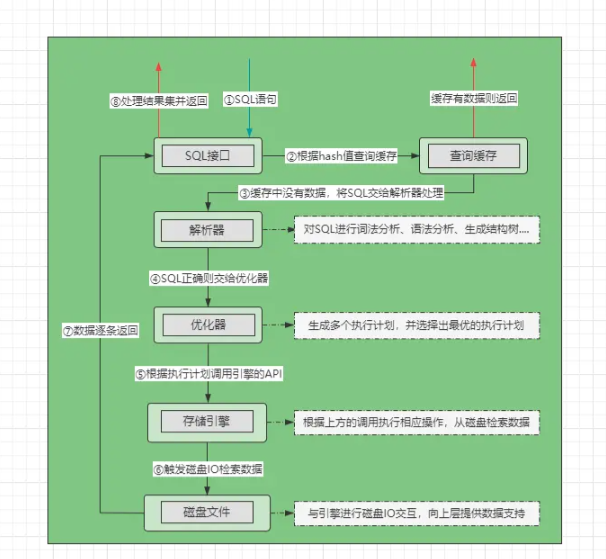 ⑧处理结果集并返回
①SQL语句
缓存有数据则返回
SQL接口
②根据hash值查询缓存
查询缓存
③缓存中没有数据，将SQL交给解析器处理
解析器
对SQL进行词法分析、语法分析、生成结构树....
④SQL正确则交给优化器
优化器
生成多个执行计划，并选择出最优的执行计划
⑦数据逐条返回
⑤根据执行计划调用引擎的API
存储引擎
根据上方的调用执行相应操作，从磁盘检索数据
⑥触发磁盘IO检索数据
磁盘文件
与引擎进行磁盘IO交互，向上层提供数据支持